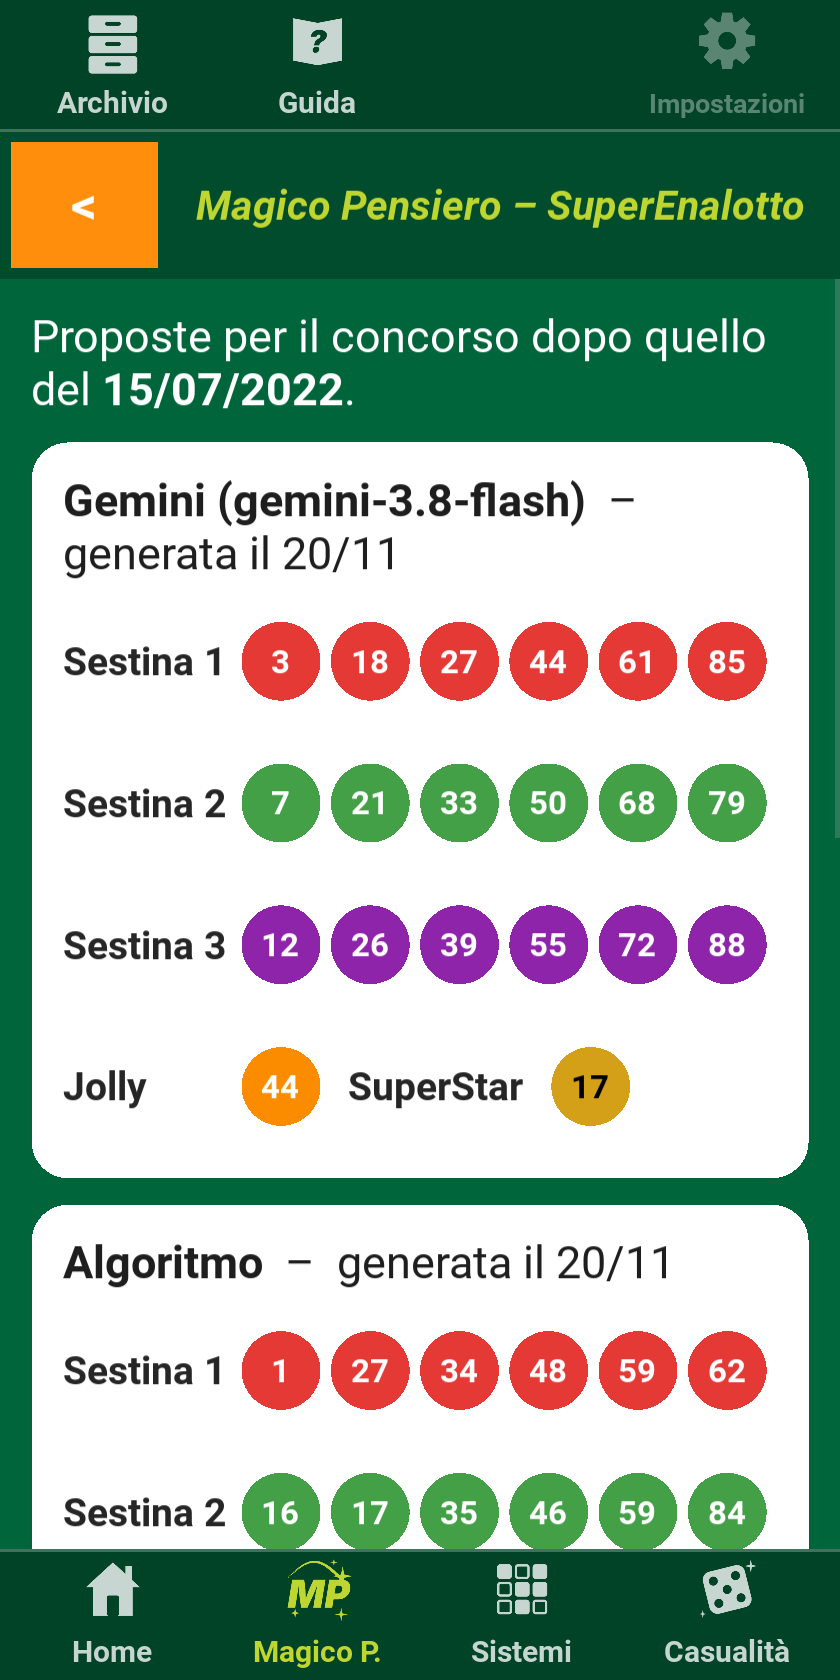 Archivio Guida Impostazioni
< Magico Pensiero – SuperEnalotto
Proposte per il concorso dopo quello
del 15/07/2022.
Gemini (gemini-3.8-flash) –
generata il 20/11
Sestina 1 3 18 27 44 61 85
Sestina 2 7 21 33 50 68 79
Sestina 3 12 26 39 55 72 88
Jolly 44 SuperStar 17
Algoritmo – generata il 20/11
Sestina 1 1 27 34 48 59 62
Sestina 2 16 17 35 46 59 84
MP
Home Magico P. Sistemi Casualità